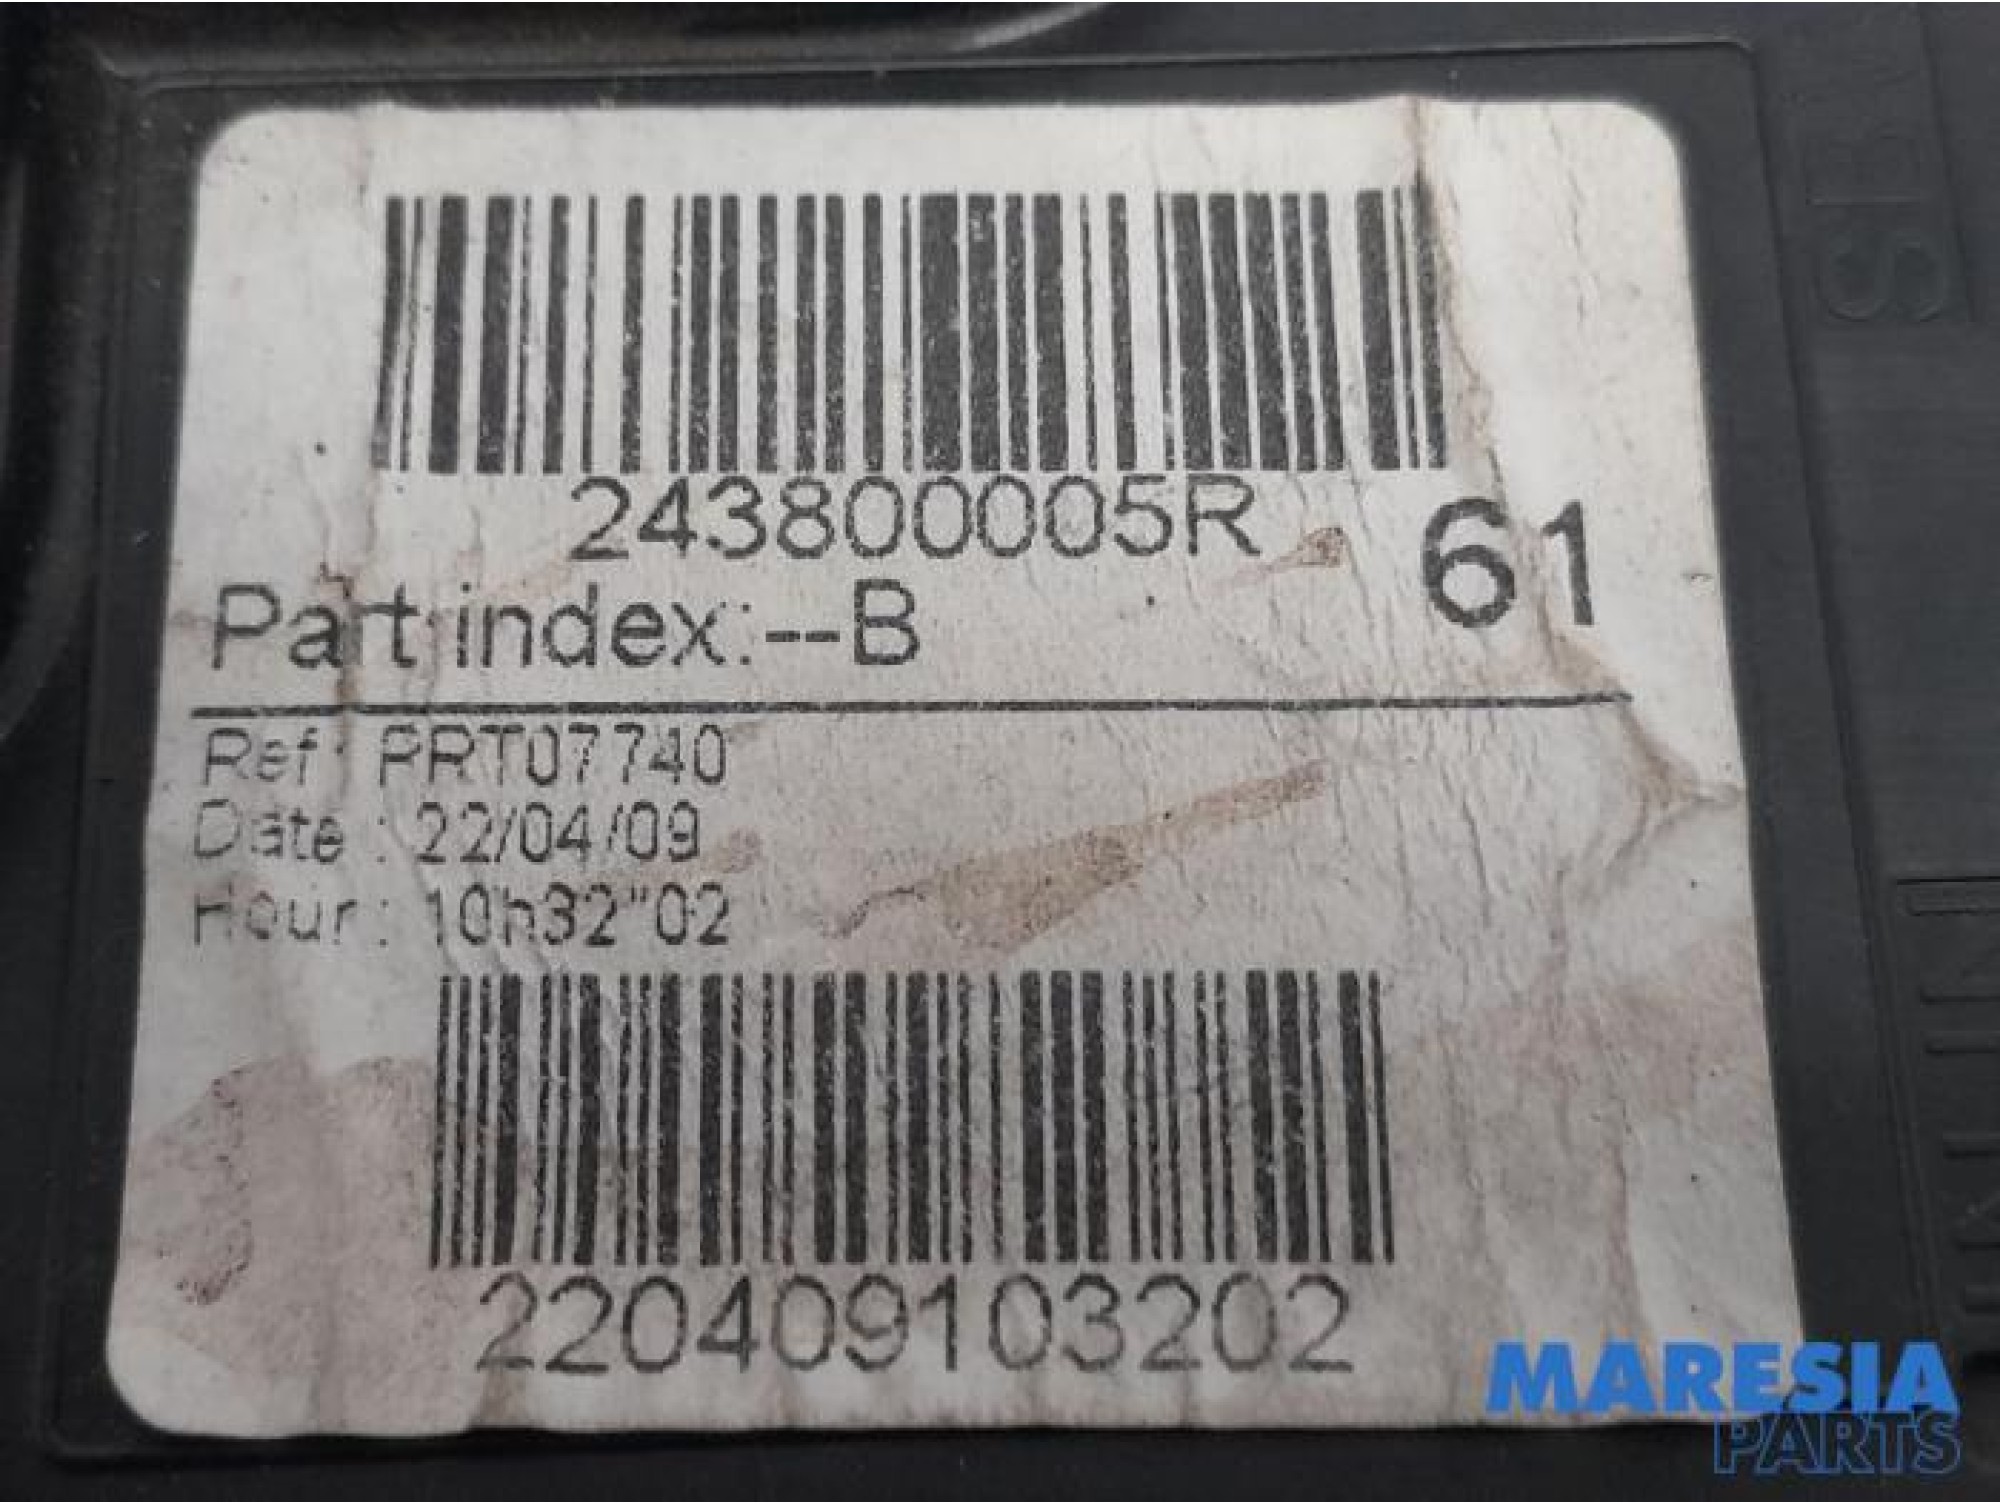 243800005R
61
Part index:--B
Ref : PRT07740
Date : 22/04/09
Hour : 10h32"02
220409103202
MARESIA
PARTS